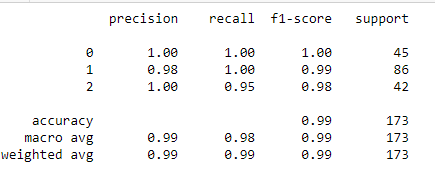 precision recall f1-score support
0 1.00 1.00 1.00 45
1 0.98 1.00 0.99 86
2 1.00 0.95 0.98 42
accuracy 0.99 173
macro avg 0.99 0.98 0.99 173
weighted avg 0.99 0.99 0.99 173